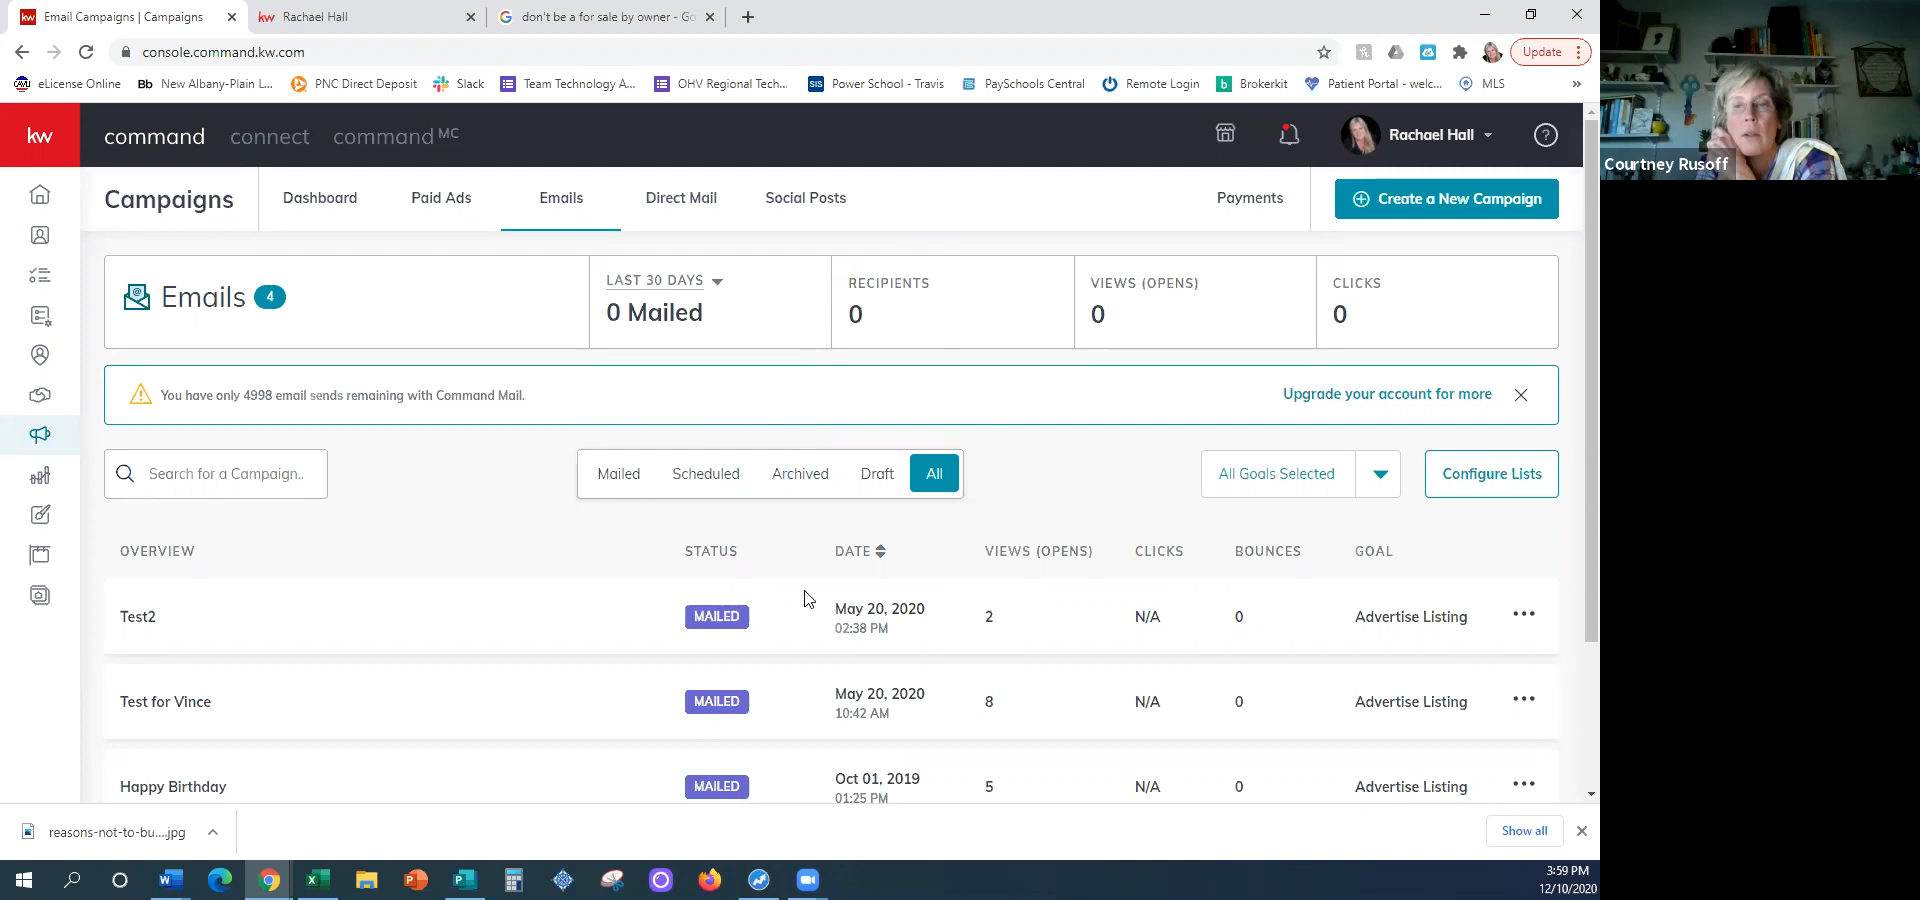 kw Email Campaigns | Campaigns
kw Rachael Hall
don't be a for sale by owner - Go
console.command.kw.com
Update
eLicense Online
Bb New Albany-Plain L...
PNC Direct Deposit
Slack
Team Technology A...
OHV Regional Tech...
SIS Power School - Travis
PaySchools Central
Remote Login
b Brokerkit
Patient Portal - welc...
MLS
»
kw
command
connect
command MC
Rachael Hall
?
Campaigns
Dashboard
Paid Ads
Emails
Direct Mail
Social Posts
Payments
Create a New Campaign
Emails 4
LAST 30 DAYS
0 Mailed
RECIPIENTS
0
VIEWS (OPENS)
0
CLICKS
0
You have only 4998 email sends remaining with Command Mail.
Upgrade your account for more
Search for a Campaign..
Mailed
Scheduled
Archived
Draft
All
All Goals Selected
Configure Lists
OVERVIEW
STATUS
DATE
VIEWS (OPENS)
CLICKS
BOUNCES
GOAL
Test2
MAILED
May 20, 2020
02:38 PM
2
N/A
0
Advertise Listing
Test for Vince
MAILED
May 20, 2020
10:42 AM
8
N/A
0
Advertise Listing
Happy Birthday
MAILED
Oct 01, 2019
01:25 PM
5
N/A
0
Advertise Listing
reasons-not-to-bu....jpg
Show all
3:59 PM
12/10/2020
Courtney Rusoff